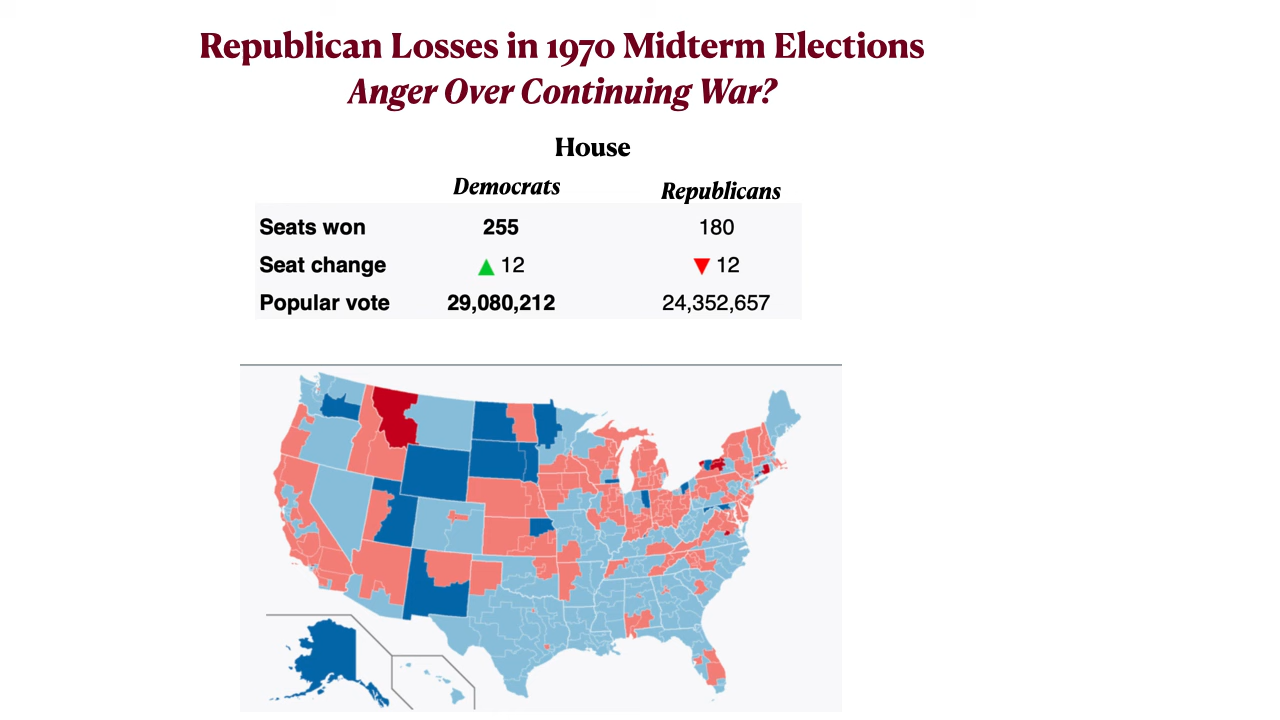 Republican Losses in 1970 Midterm Elections
Anger Over Continuing War?
House
Democrats Republicans
Seats won 255 180
Seat change ▲ 12 ▼ 12
Popular vote 29,080,212 24,352,657